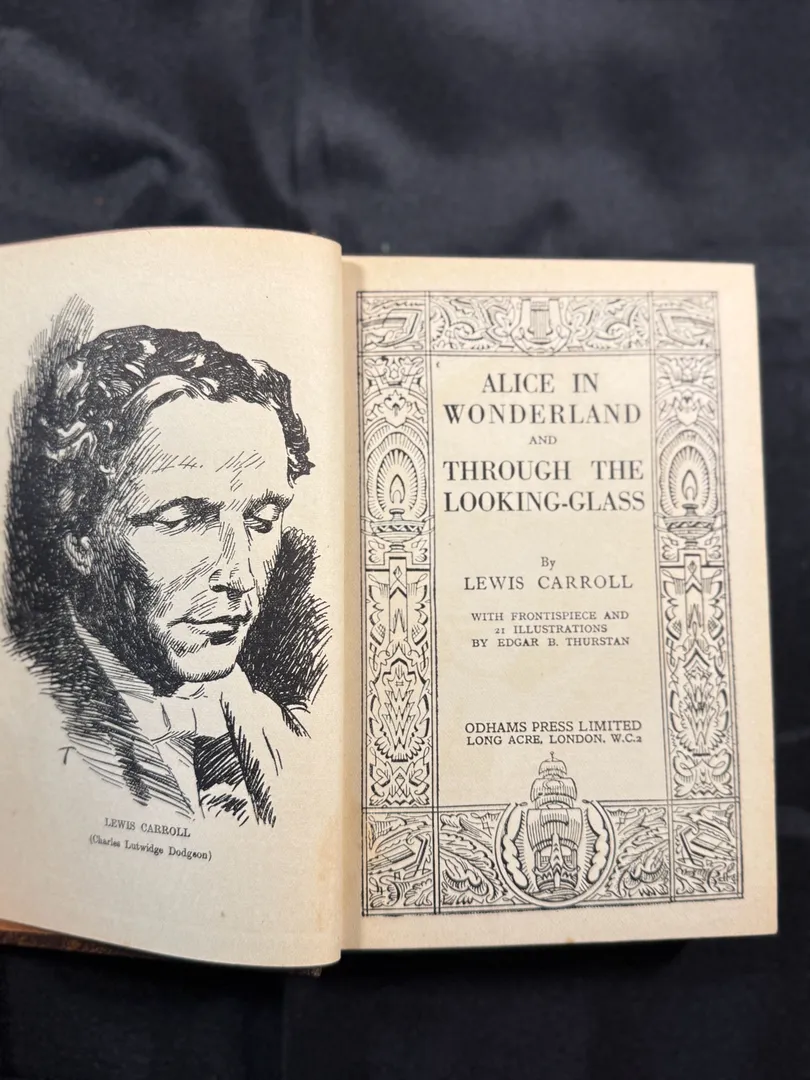 LEWIS CARROLL
(Charles Lutwidge Dodgson)
ALICE IN
WONDERLAND
AND
THROUGH THE
LOOKING-GLASS
By
LEWIS CARROLL
WITH FRONTISPIECE AND
21 ILLUSTRATIONS
BY EDGAR B. THURSTAN
ODHAMS PRESS LIMITED
LONG ACRE, LONDON, W.C.2